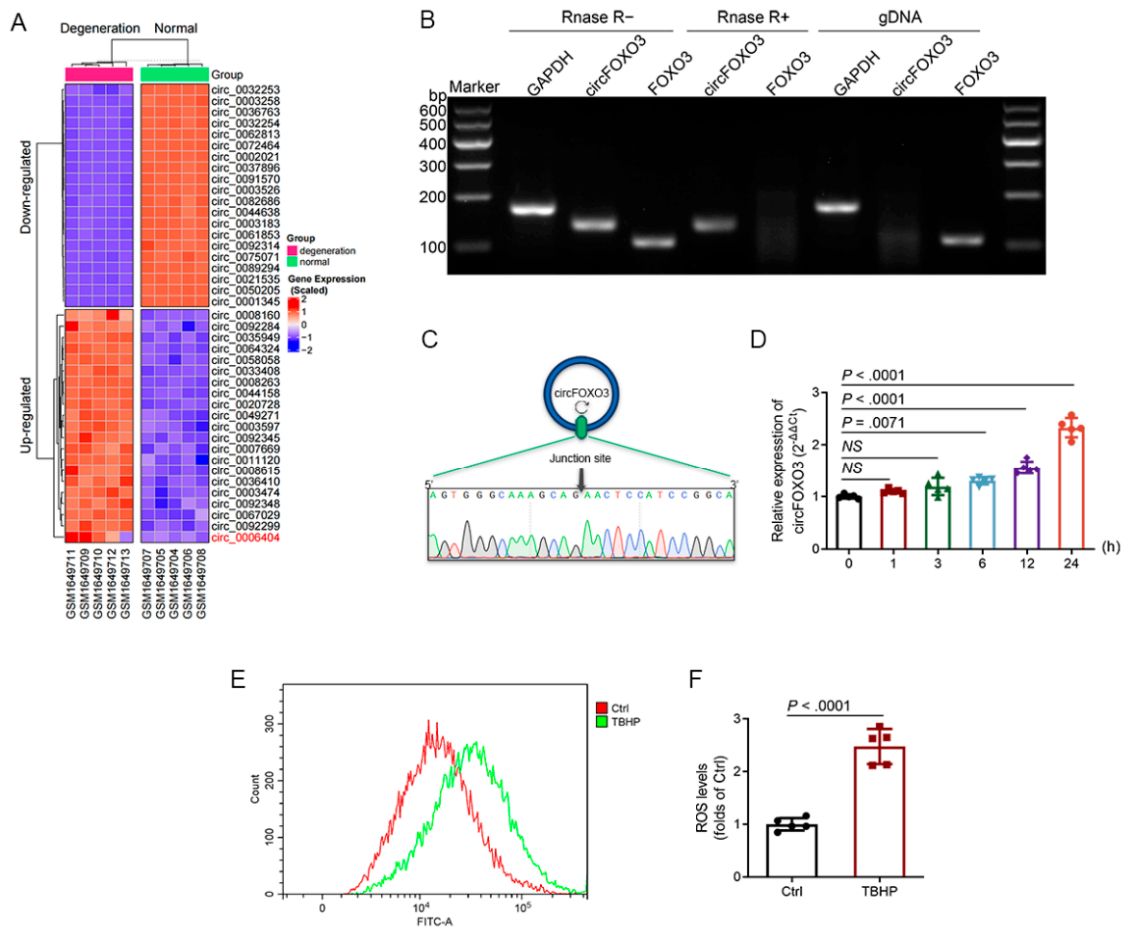 A
Degeneration Normal
Group
circ_0032253
circ_0003258
circ_0036763
circ_0032254
circ_0062813
circ_0072464
circ_0002021
circ_0037896
circ_0091570
circ_0003526
circ_0082686
circ_0044638
circ_0003183
circ_0061853
circ_0092314
circ_0075071
circ_0089294
circ_0021535
circ_0050205
circ_0001345
circ_0008160
circ_0092284
circ_0035949
circ_0064324
circ_0058058
circ_0033408
circ_0008263
circ_0044158
circ_0020728
circ_0049271
circ_0003597
circ_0092345
circ_0007669
circ_0011120
circ_0008615
circ_0036410
circ_0003474
circ_0092348
circ_0067029
circ_0092299
circ_0006404
Down-regulated
Up-regulated
GSM1649711
GSM1649709
GSM1649710
GSM1649712
GSM1649713
GSM1649707
GSM1649705
GSM1649704
GSM1649706
GSM1649708
Group
degeneration
normal
Gene Expression
(Scaled)
2
1
0
−1
−2
B
Rnase R− Rnase R+ gDNA
Marker GAPDH circFOXO3 FOXO3 circFOXO3 FOXO3 GAPDH circFOXO3 FOXO3
bp
600
500
400
300
200
100
C
circFOXO3
Junction site
5' 3'
AGTGGGCAAAGCAGAACTCCATCCGGCA
D
P < .0001
P < .0001
P = .0071
NS
NS
Relative expression of
circFOXO3 (2^-ΔΔCt)
3
2
1
0
0 1 3 6 12 24 (h)
E
Ctrl
TBHP
Count
300
200
100
0
0 10^4 10^5
FITC-A
F
P < .0001
ROS levels
(folds of Ctrl)
3
2
1
0
Ctrl TBHP